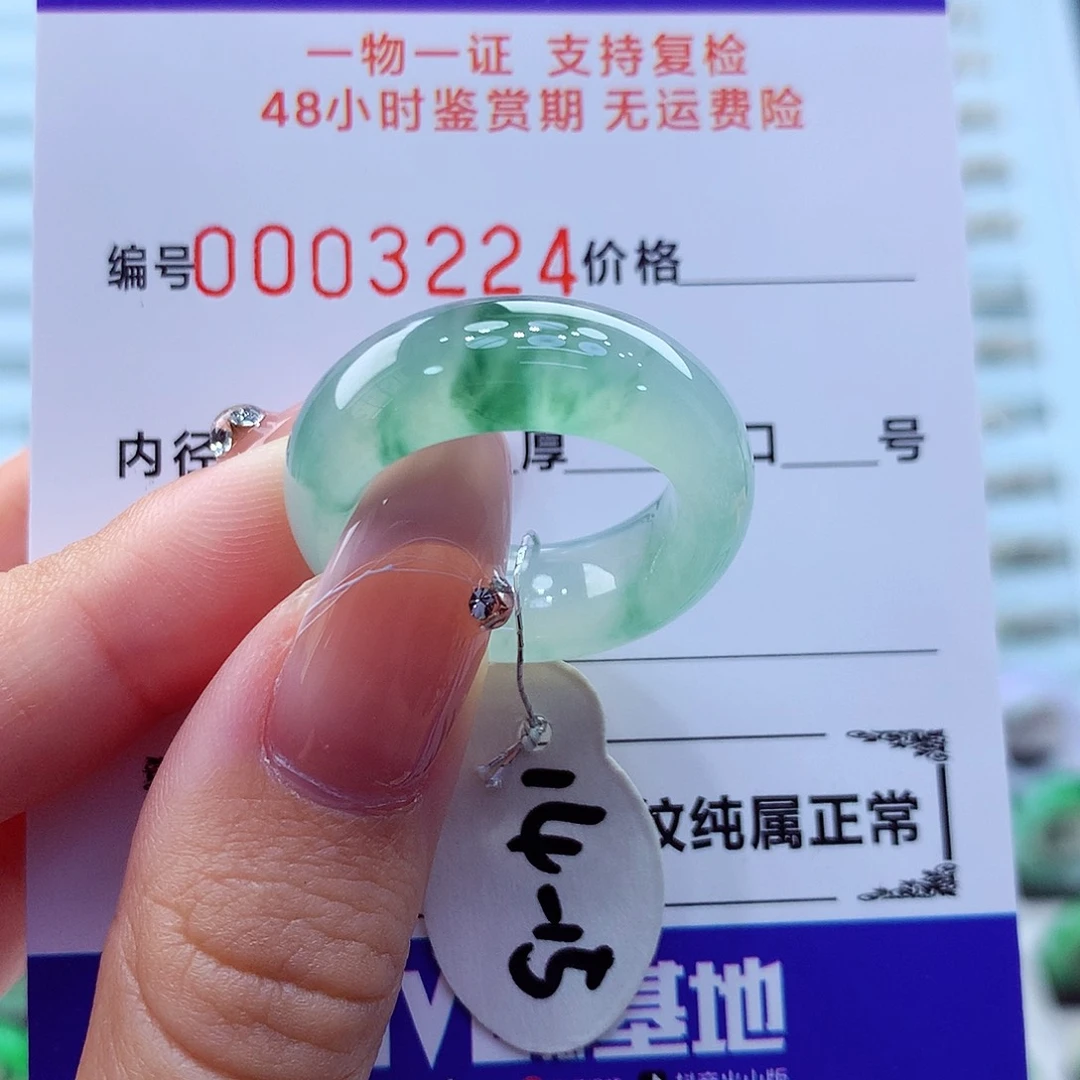 一物一证 支持复检
48小时鉴赏期 无运费险
编号0003224价格
内径 厚 口 号
纹纯属正常
14-15
基地